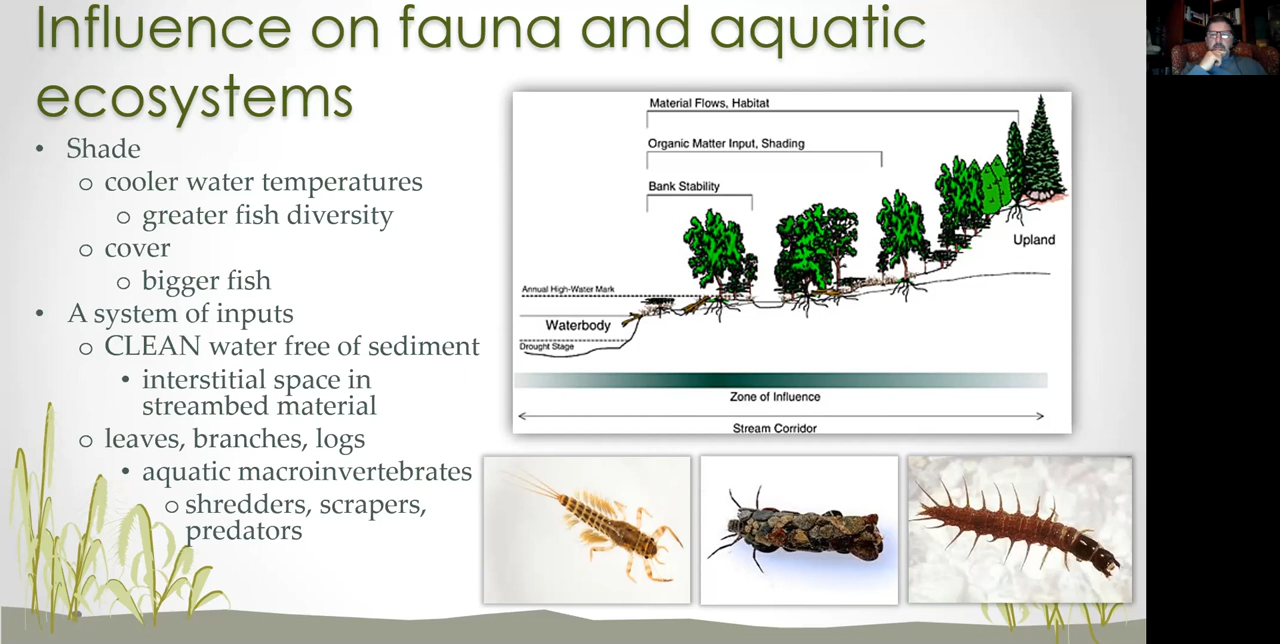 Influence on fauna and aquatic
ecosystems
• Shade
o cooler water temperatures
o greater fish diversity
o cover
o bigger fish
• A system of inputs
o CLEAN water free of sediment
• interstitial space in
streambed material
o leaves, branches, logs
• aquatic macroinvertebrates
o shredders, scrapers,
predators
Material Flows, Habitat
Organic Matter Input, Shading
Bank Stability
Upland
Annual High-Water Mark
Waterbody
Drought Stage
Zone of Influence
Stream Corridor